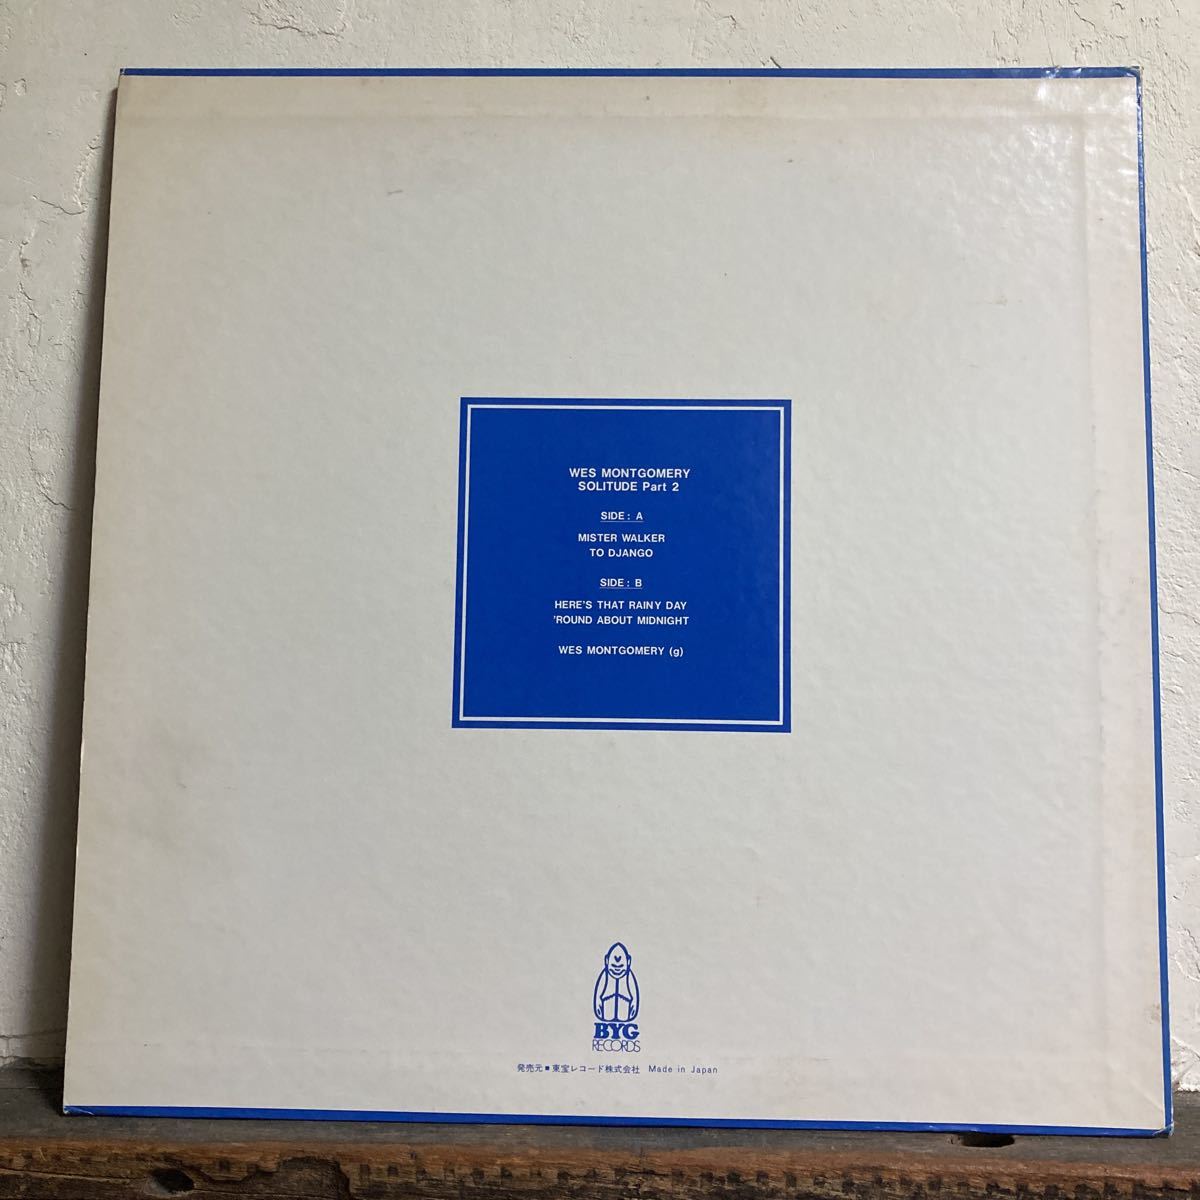 WES MONTGOMERY
SOLITUDE Part 2
SIDE : A
MISTER WALKER
TO DJANGO
SIDE : B
HERE'S THAT RAINY DAY
'ROUND ABOUT MIDNIGHT
WES MONTGOMERY (g)
BYG
RECORDS
発売元■東宝レコード株式会社 Made in Japan